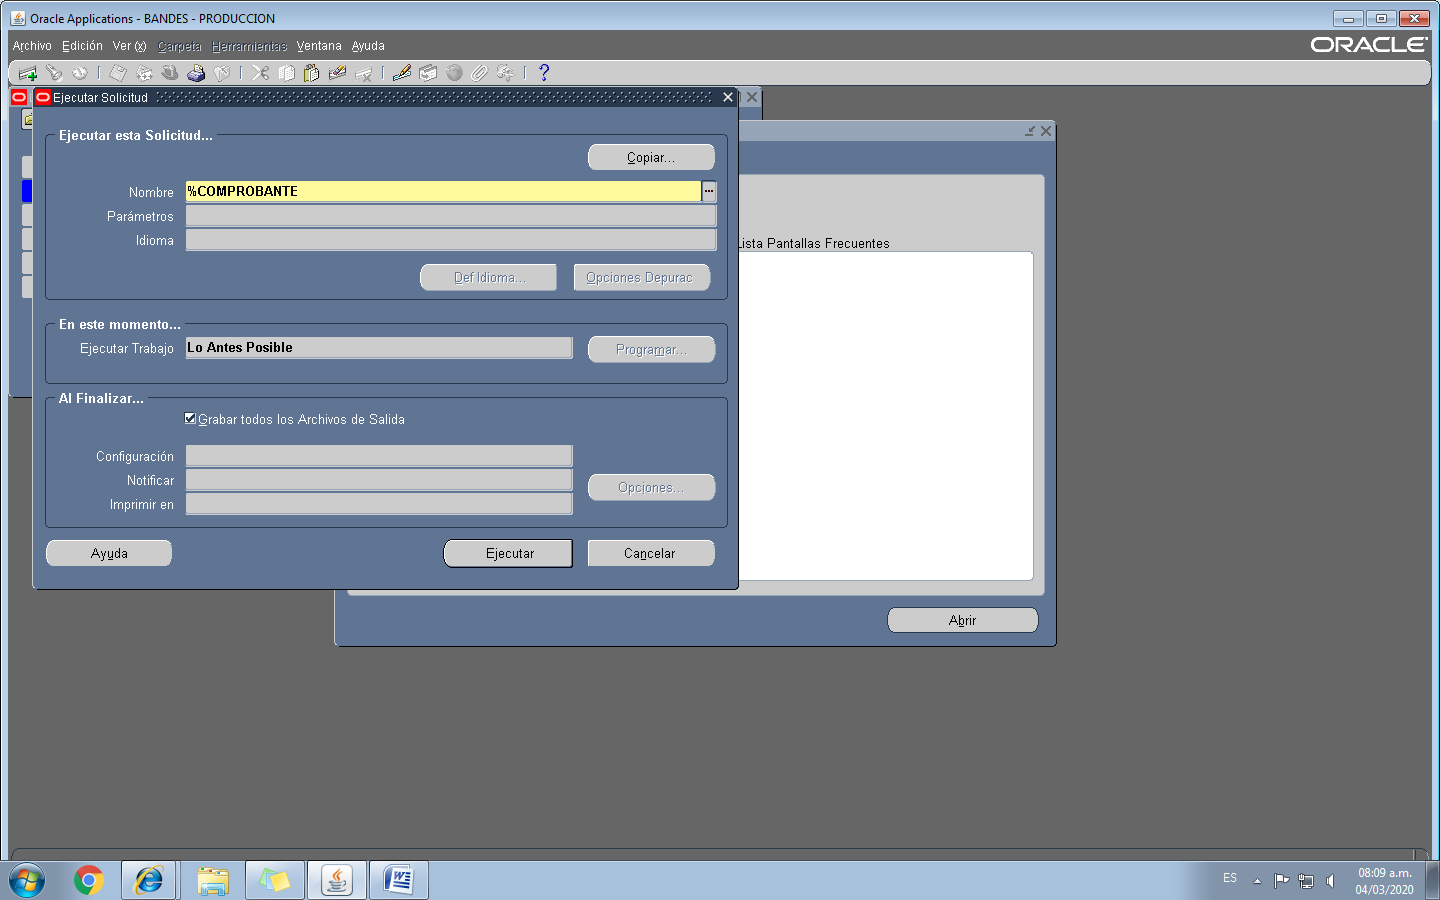 Oracle Applications - BANDES - PRODUCCION
Archivo Edición Ver (x) Carpeta Herramientas Ventana Ayuda
ORACLE
Ejecutar Solicitud
Ejecutar esta Solicitud...
Copiar...
Nombre %COMPROBANTE ...
Parámetros
Idioma
Def Idioma... Opciones Depurac
Lista Pantallas Frecuentes
En este momento...
Ejecutar Trabajo Lo Antes Posible Programar...
Al Finalizar...
Grabar todos los Archivos de Salida
Configuración
Notificar
Opciones...
Imprimir en
Ayuda Ejecutar Cancelar
Abrir
ES
08:09 a.m.
04/03/2020